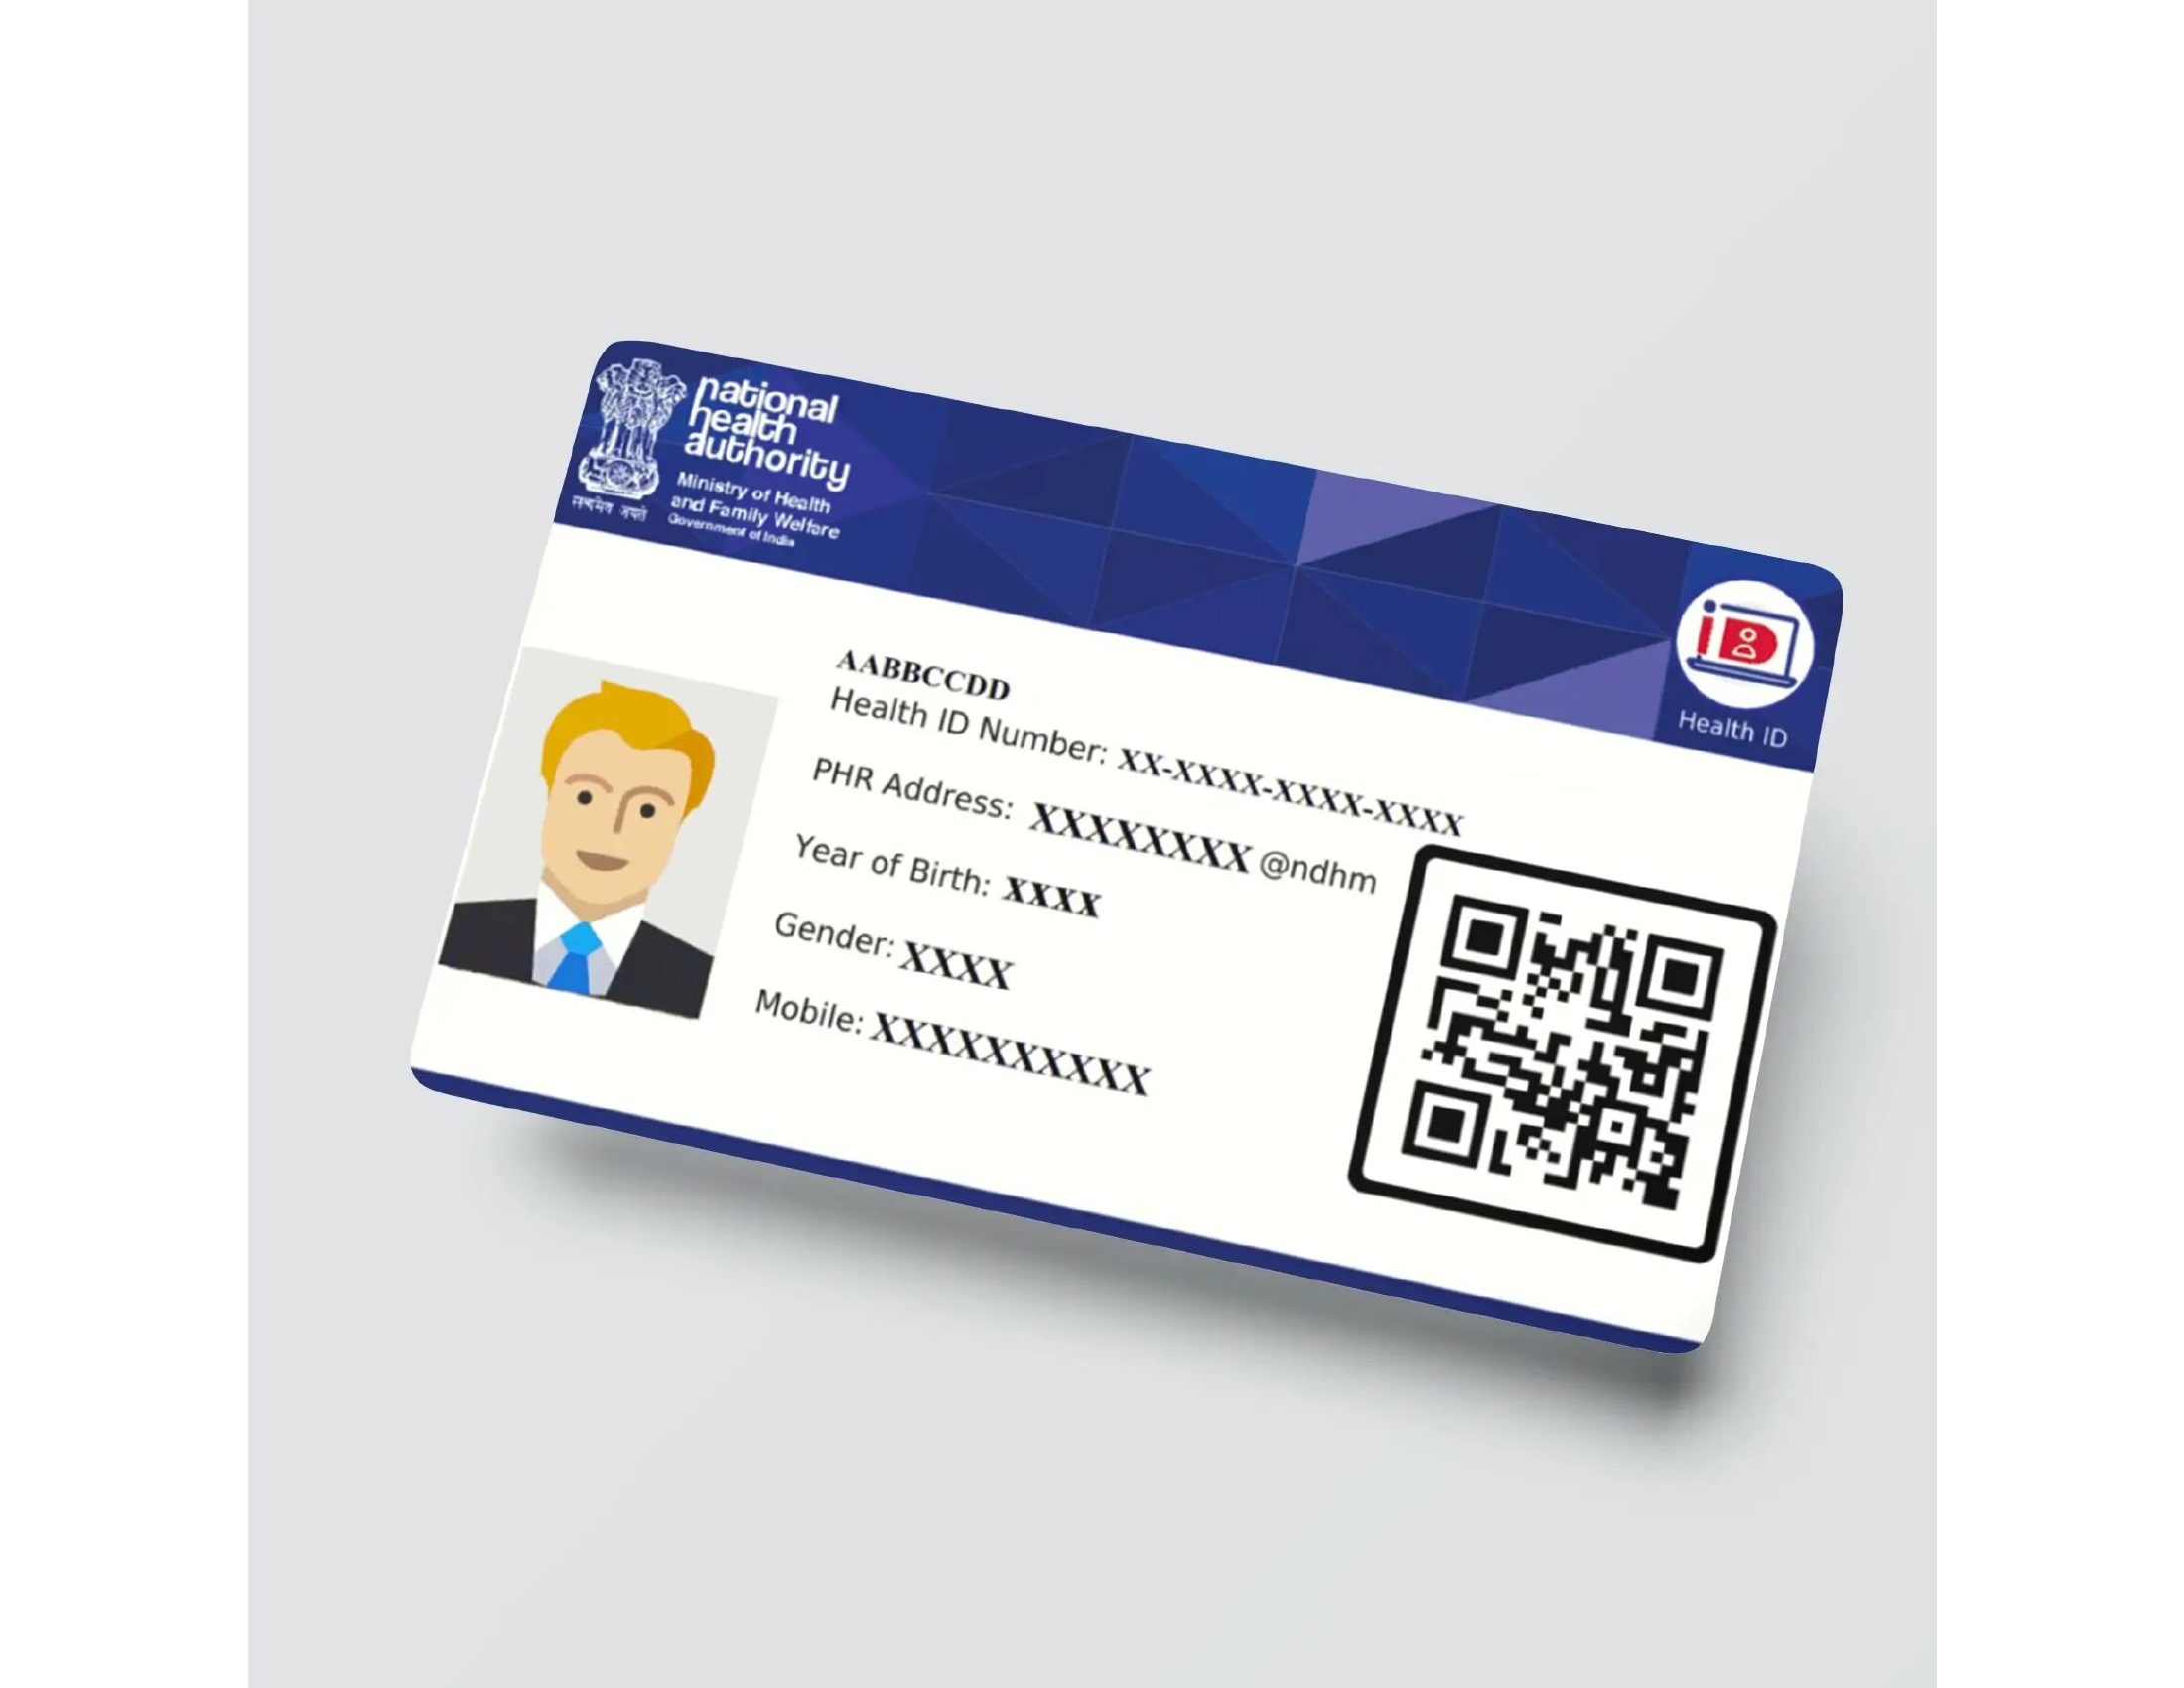 national
health
authority
Ministry of Health
and Family Welfare
Government of India
सत्यमेव जयते
Health ID
AABBCCDD
Health ID Number: XX-XXXX-XXXX-XXXX
PHR Address: XXXXXXXX @ndhm
Year of Birth: XXXX
Gender: XXXX
Mobile: XXXXXXXXXX